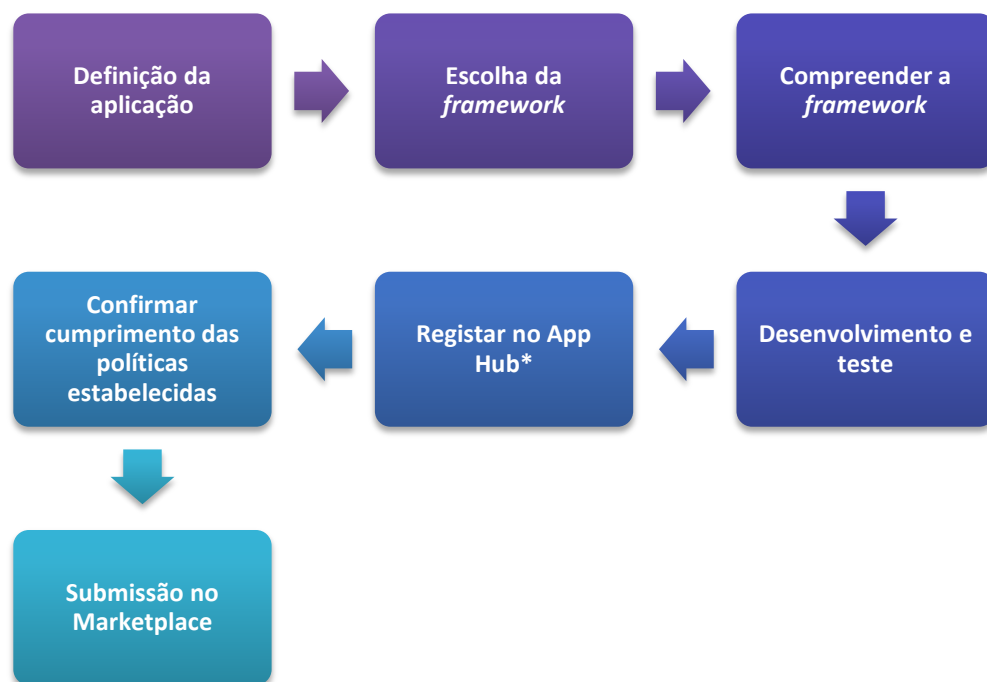 Definição da
aplicação
Escolha da
framework
Compreender a
framework
Desenvolvimento e
teste
Registar no App
Hub*
Confirmar
cumprimento das
políticas
estabelecidas
Submissão no
Marketplace